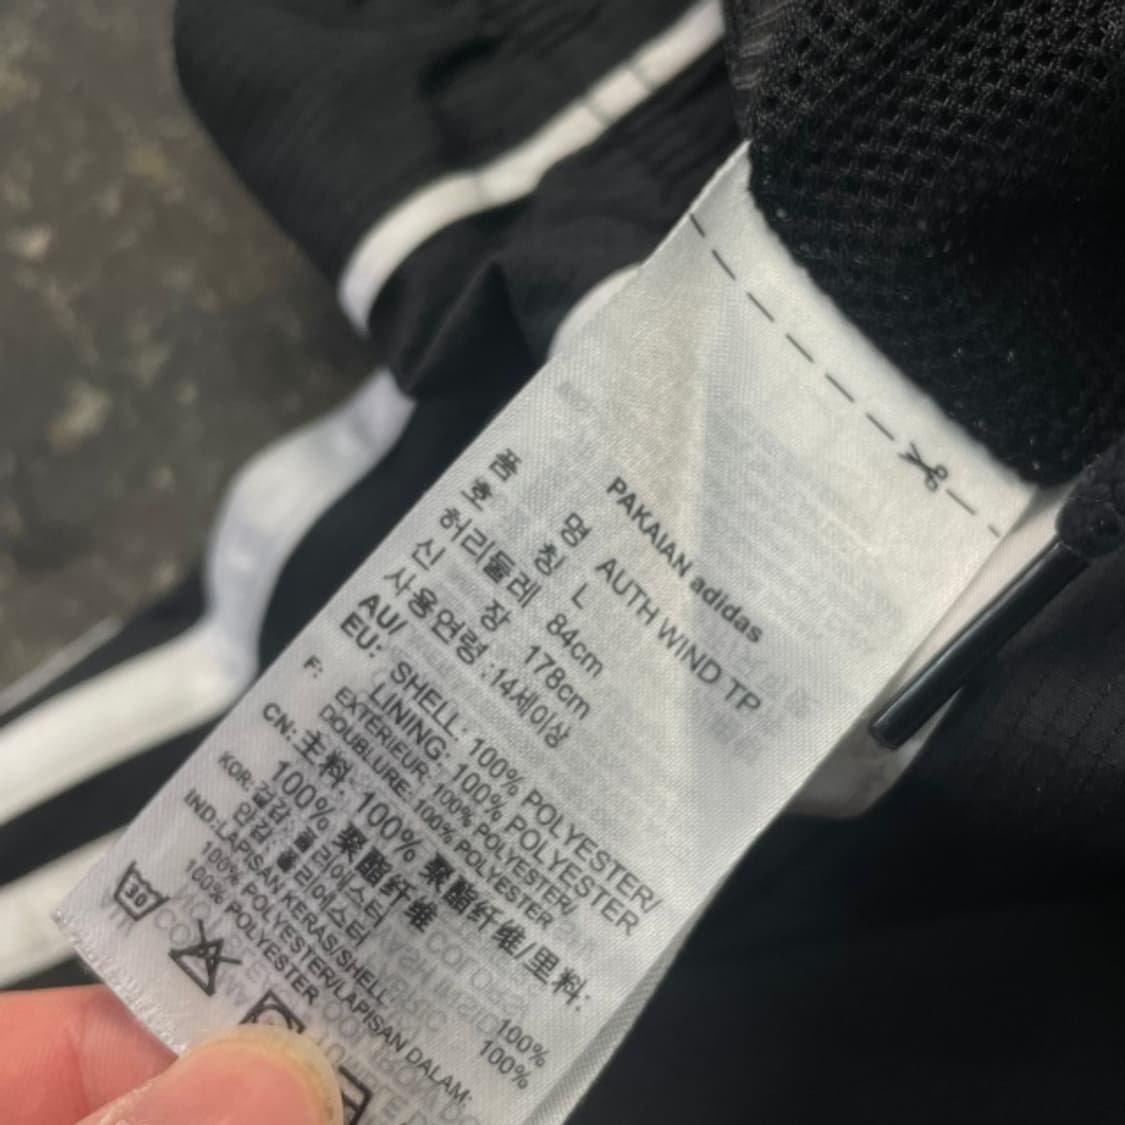 PAKAIAN adidas
품 명 AUTH WIND TP
호 칭 L
허리둘레 84cm
신 장 178cm
사용연령 :14세이상
AU/ SHELL: 100% POLYESTER/
EU: LINING: 100% POLYESTER
F: EXTÉRIEUR: 100% POLYESTER/
DOUBLURE: 100% POLYESTER
CN: 主料: 100% 聚酯纤维/里料:
100% 聚酯纤维
KOR: 겉감: 폴리에스터 100%
안감: 폴리에스터 100%
IND:LAPISAN KERAS/SHELL
100% POLYESTER/LAPISAN DALAM:
100% POLYESTER
30